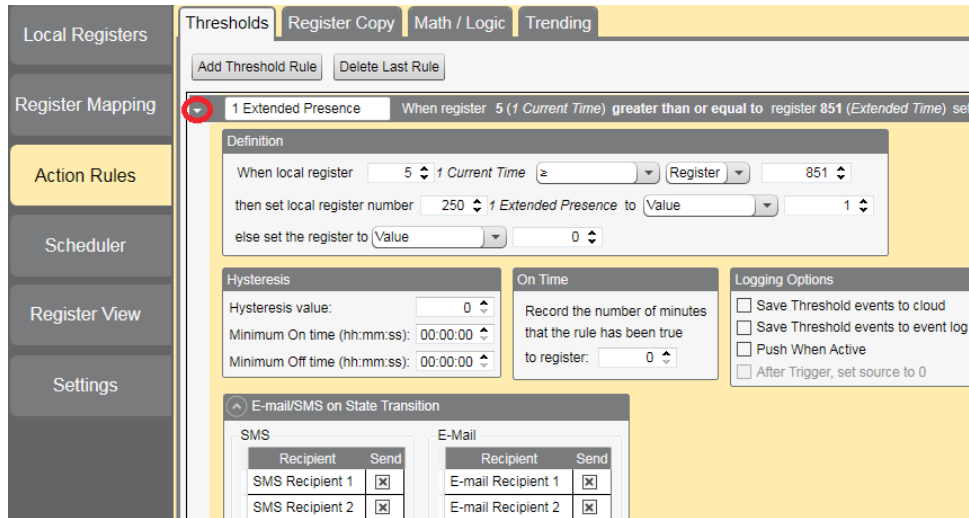 Local Registers
Register Mapping
Action Rules
Scheduler
Register View
Settings
Thresholds Register Copy Math / Logic Trending
Add Threshold Rule Delete Last Rule
1 Extended Presence When register 5 (1 Current Time) greater than or equal to register 851 (Extended Time) set
Definition
When local register 5 1 Current Time ≥ Register 851
then set local register number 250 1 Extended Presence to Value 1
else set the register to Value 0
Hysteresis
Hysteresis value: 0
Minimum On time (hh:mm:ss): 00:00:00
Minimum Off time (hh:mm:ss): 00:00:00
On Time
Record the number of minutes
that the rule has been true
to register: 0
Logging Options
Save Threshold events to cloud
Save Threshold events to event log
Push When Active
After Trigger, set source to 0
E-mail/SMS on State Transition
SMS
Recipient Send
SMS Recipient 1
SMS Recipient 2
E-Mail
Recipient Send
E-mail Recipient 1
E-mail Recipient 2